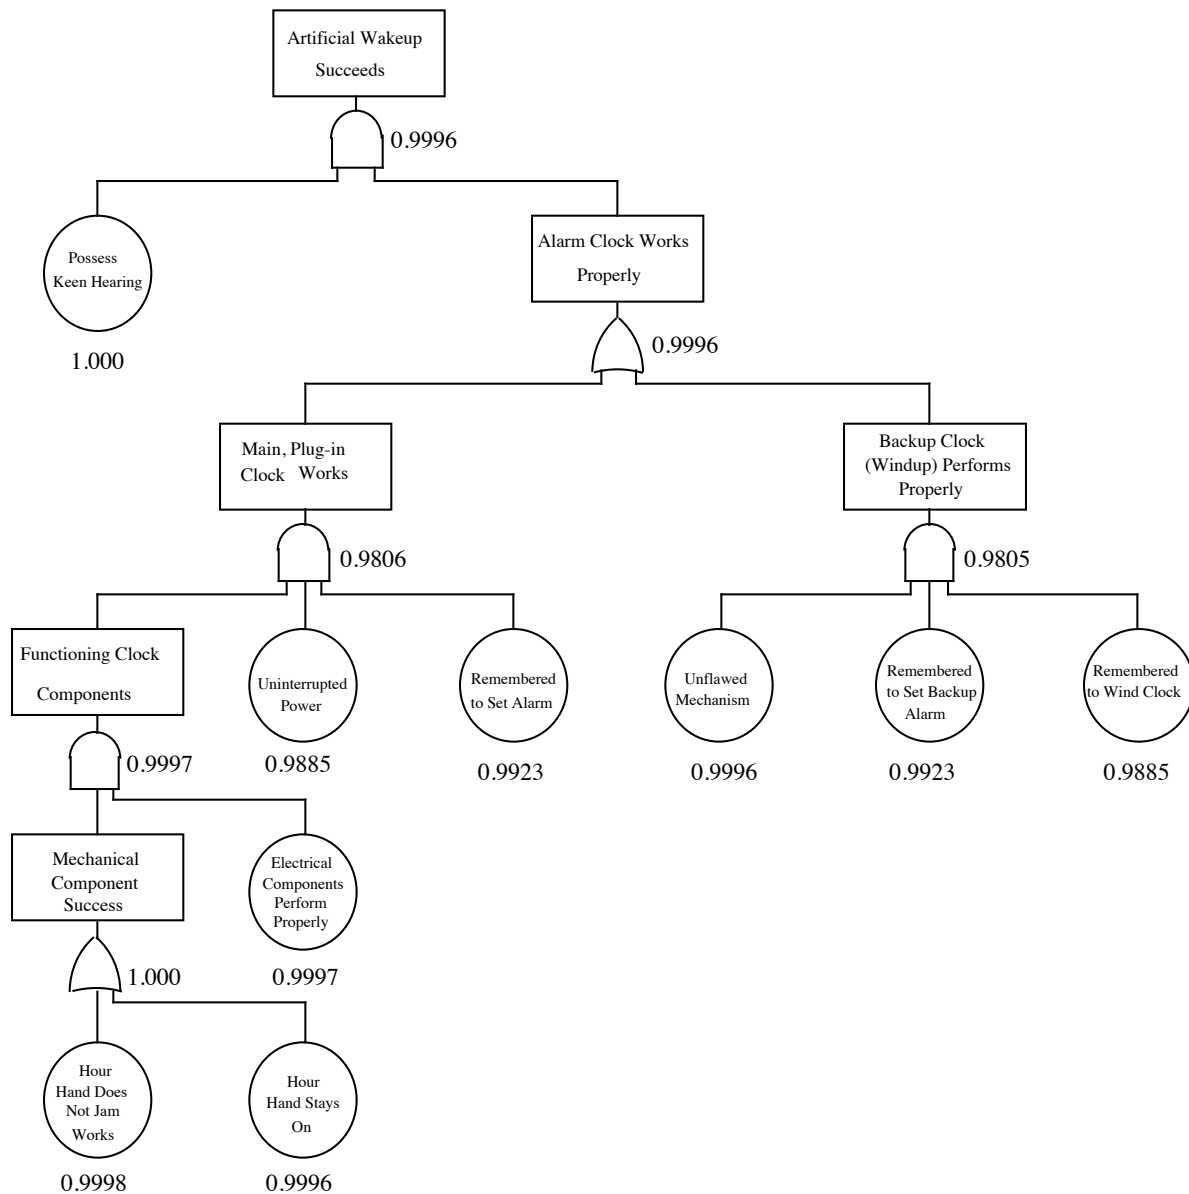 Artificial Wakeup
Succeeds
0.9996
Possess
Keen Hearing
1.000
Alarm Clock Works
Properly
0.9996
Main, Plug-in
Clock Works
0.9806
Backup Clock
(Windup) Performs
Properly
0.9805
Functioning Clock
Components
0.9997
Uninterrupted
Power
0.9885
Remembered
to Set Alarm
0.9923
Unflawed
Mechanism
0.9996
Remembered
to Set Backup
Alarm
0.9923
Remembered
to Wind Clock
0.9885
Mechanical
Component
Success
1.000
Electrical
Components
Perform
Properly
0.9997
Hour
Hand Does
Not Jam
Works
0.9998
Hour
Hand Stays
On
0.9996